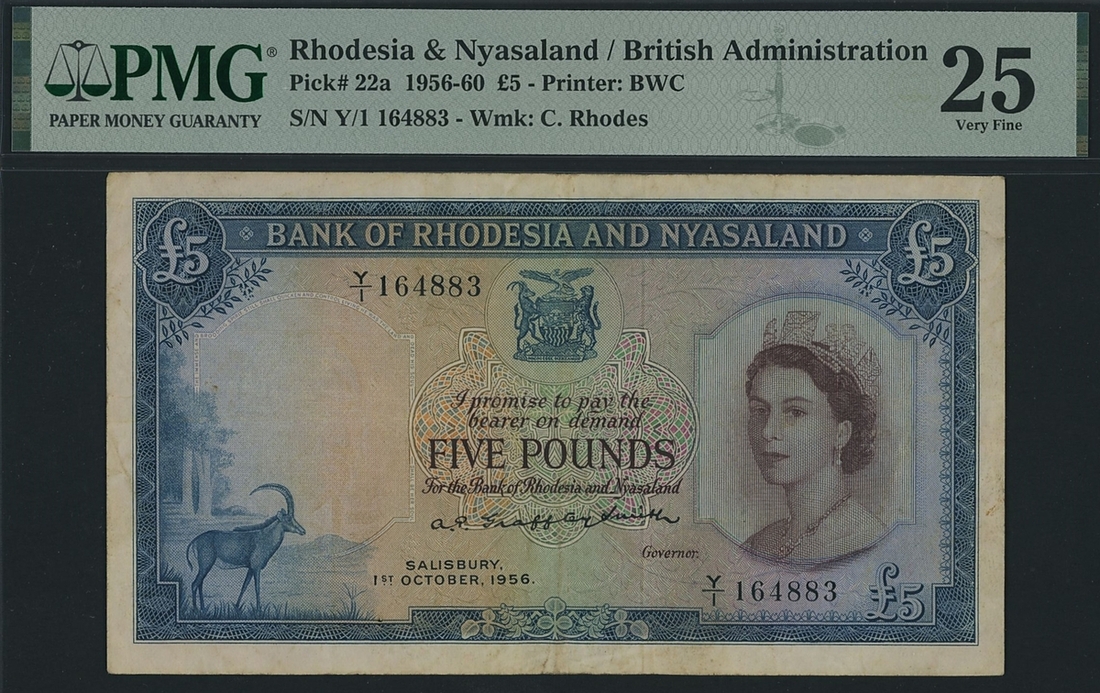 PMG®
PAPER MONEY GUARANTY
Rhodesia & Nyasaland / British Administration
Pick# 22a 1956-60 £5 - Printer: BWC
S/N Y/1 164883 - Wmk: C. Rhodes
25
Very Fine
£5 BANK OF RHODESIA AND NYASALAND £5
Y/1 164883
I promise to pay the
bearer on demand
FIVE POUNDS
For the Bank of Rhodesia and Nyasaland
Governor.
SALISBURY,
1ST OCTOBER, 1956.
Y/1 164883 £5